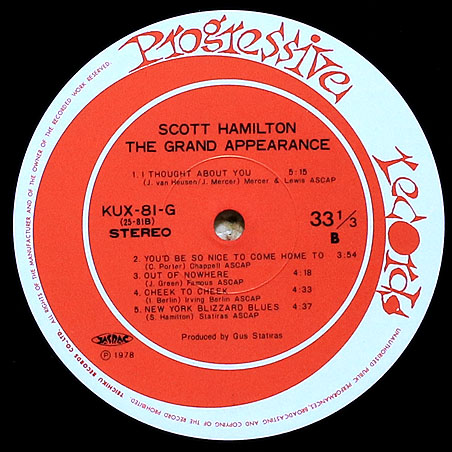 Progressive
records
SCOTT HAMILTON
THE GRAND APPEARANCE
1. I THOUGHT ABOUT YOU 5:15
(J. van Heusen/J. Mercer) Mercer & Lewis ASCAP
KUX-81-G
(25-81B)
STEREO
33 1/3
B
2. YOU'D BE SO NICE TO COME HOME TO 3:54
(C. Porter) Chappell ASCAP
3. OUT OF NOWHERE 4:18
(J. Green) Famous ASCAP
4. CHEEK TO CHEEK 4:33
(I. Berlin) Irving Berlin ASCAP
5. NEW YORK BLIZZARD BLUES 4:37
(S. Hamilton) Statiras ASCAP
Produced by Gus Statiras
JASRAC
Ⓟ 1978
TRICHIKU RECORDS CO., LTD. ALL RIGHTS OF THE MANUFACTURER AND OF THE OWNER OF THE RECORDED WORK RESERVED.
UNAUTHORISED PUBLIC PERFORMANCES, BROADCASTING AND COPYING OF THE RECORD PROHIBITED.